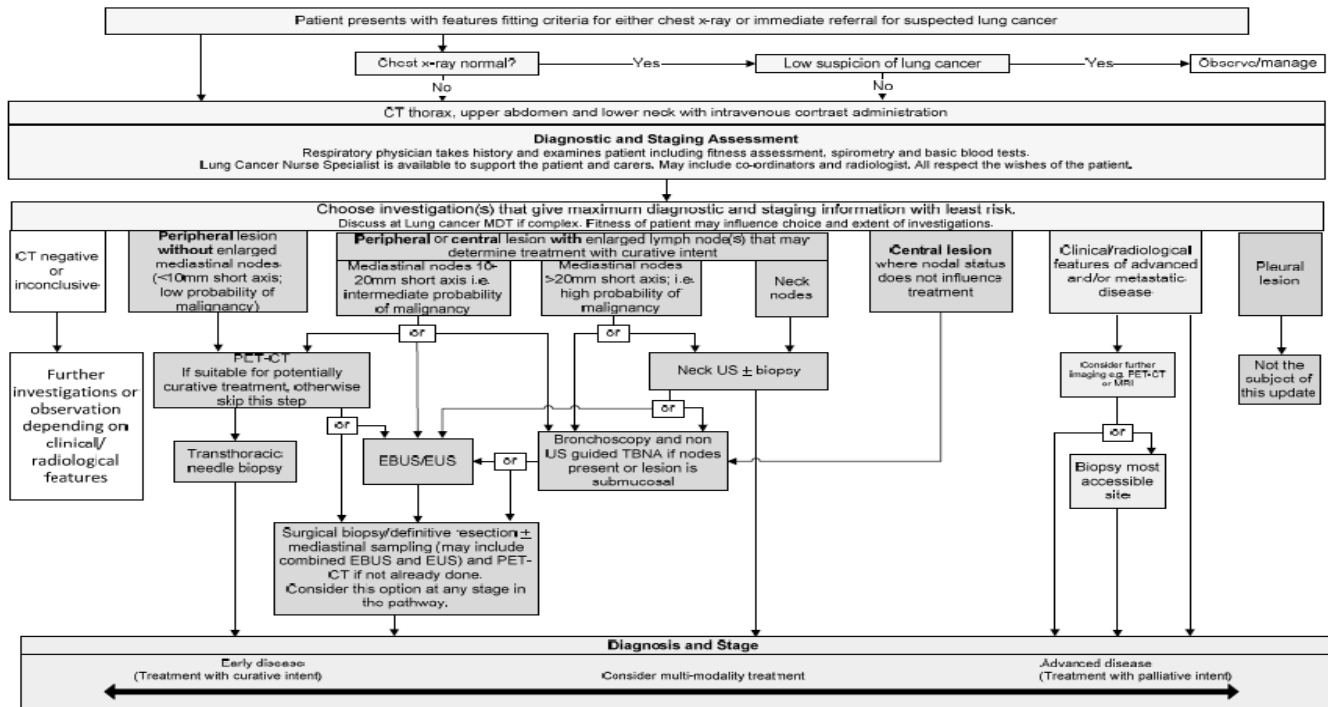 Patient presents with features fitting criteria for either chest x-ray or immediate referral for suspected lung cancer
Chest x-ray normal?
Yes
Low suspicion of lung cancer
Yes
Observe/manage
No
No
CT thorax, upper abdomen and lower neck with intravenous contrast administration
Diagnostic and Staging Assessment
Respiratory physician takes history and examines patient including fitness assessment, spirometry and basic blood tests.
Lung Cancer Nurse Specialist is available to support the patient and carers. May include co-ordinators and radiologist. All respect the wishes of the patient.
Choose investigation(s) that give maximum diagnostic and staging information with least risk.
Discuss at Lung cancer MDT if complex. Fitness of patient may influence choice and extent of investigations.
CT negative or
inconclusive
Peripheral lesion
without enlarged
mediastinal nodes
(<10mm short axis;
low probability of
malignancy)
Peripheral or central lesion with enlarged lymph node(s) that may
determine treatment with curative intent
Mediastinal nodes 10-
20mm short axis i.e.
intermediate probability
of malignancy
Mediastinal nodes
>20mm short axis; i.e.
high probability of
malignancy
Neck
nodes
Central lesion
where nodal status
does not influence
treatment
Clinical/radiological
features of advanced
and/or metastatic
disease
Pleural
lesion
or
or
Further
investigations or
observation
depending on
clinical/
radiological
features
PET-CT
If suitable for potentially
curative treatment, otherwise
skip this step
Neck US ± biopsy
Consider further
imaging e.g. PET-CT
or MRI
Not the
subject of
this update
or
or
or
Transthoracic
needle biopsy
EBUS/EUS
or
Bronchoscopy and non
US guided TBNA if nodes
present or lesion is
submucosal
Biopsy most
accessible
site
Surgical biopsy/definitive resection ±
mediastinal sampling (may include
combined EBUS and EUS) and PET-
CT if not already done.
Consider this option at any stage in
the pathway.
Diagnosis and Stage
Early disease
(Treatment with curative intent)
Consider multi-modality treatment
Advanced disease
(Treatment with palliative intent)